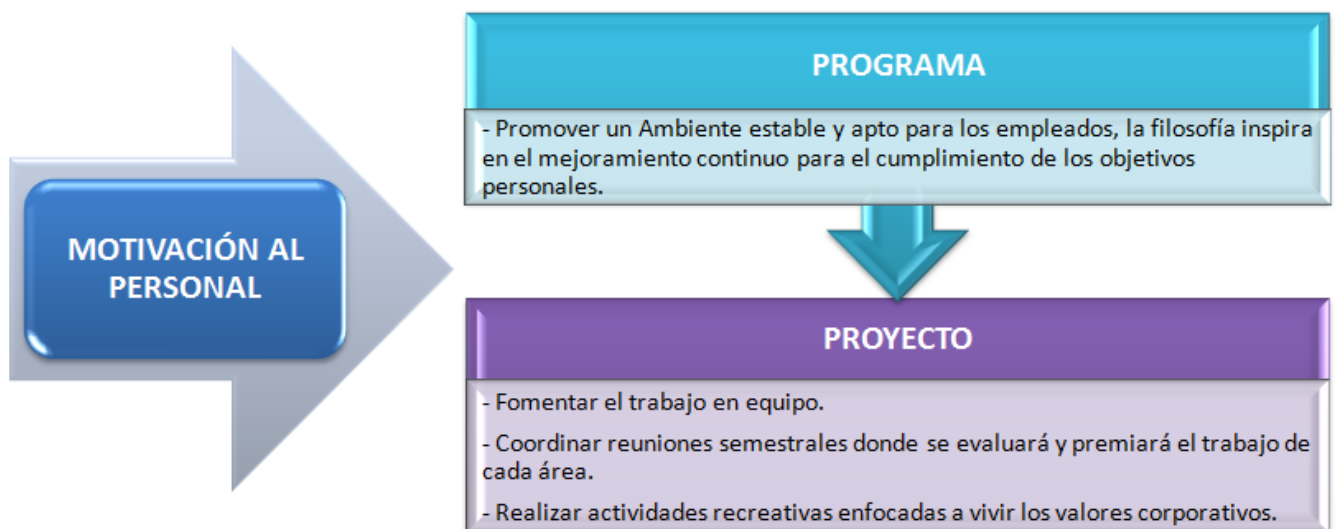 MOTIVACIÓN AL
PERSONAL
PROGRAMA
- Promover un Ambiente estable y apto para los empleados, la filosofía inspira
en el mejoramiento continuo para el cumplimiento de los objetivos
personales.
PROYECTO
- Fomentar el trabajo en equipo.
- Coordinar reuniones semestrales donde se evaluará y premiará el trabajo de
cada área.
- Realizar actividades recreativas enfocadas a vivir los valores corporativos.